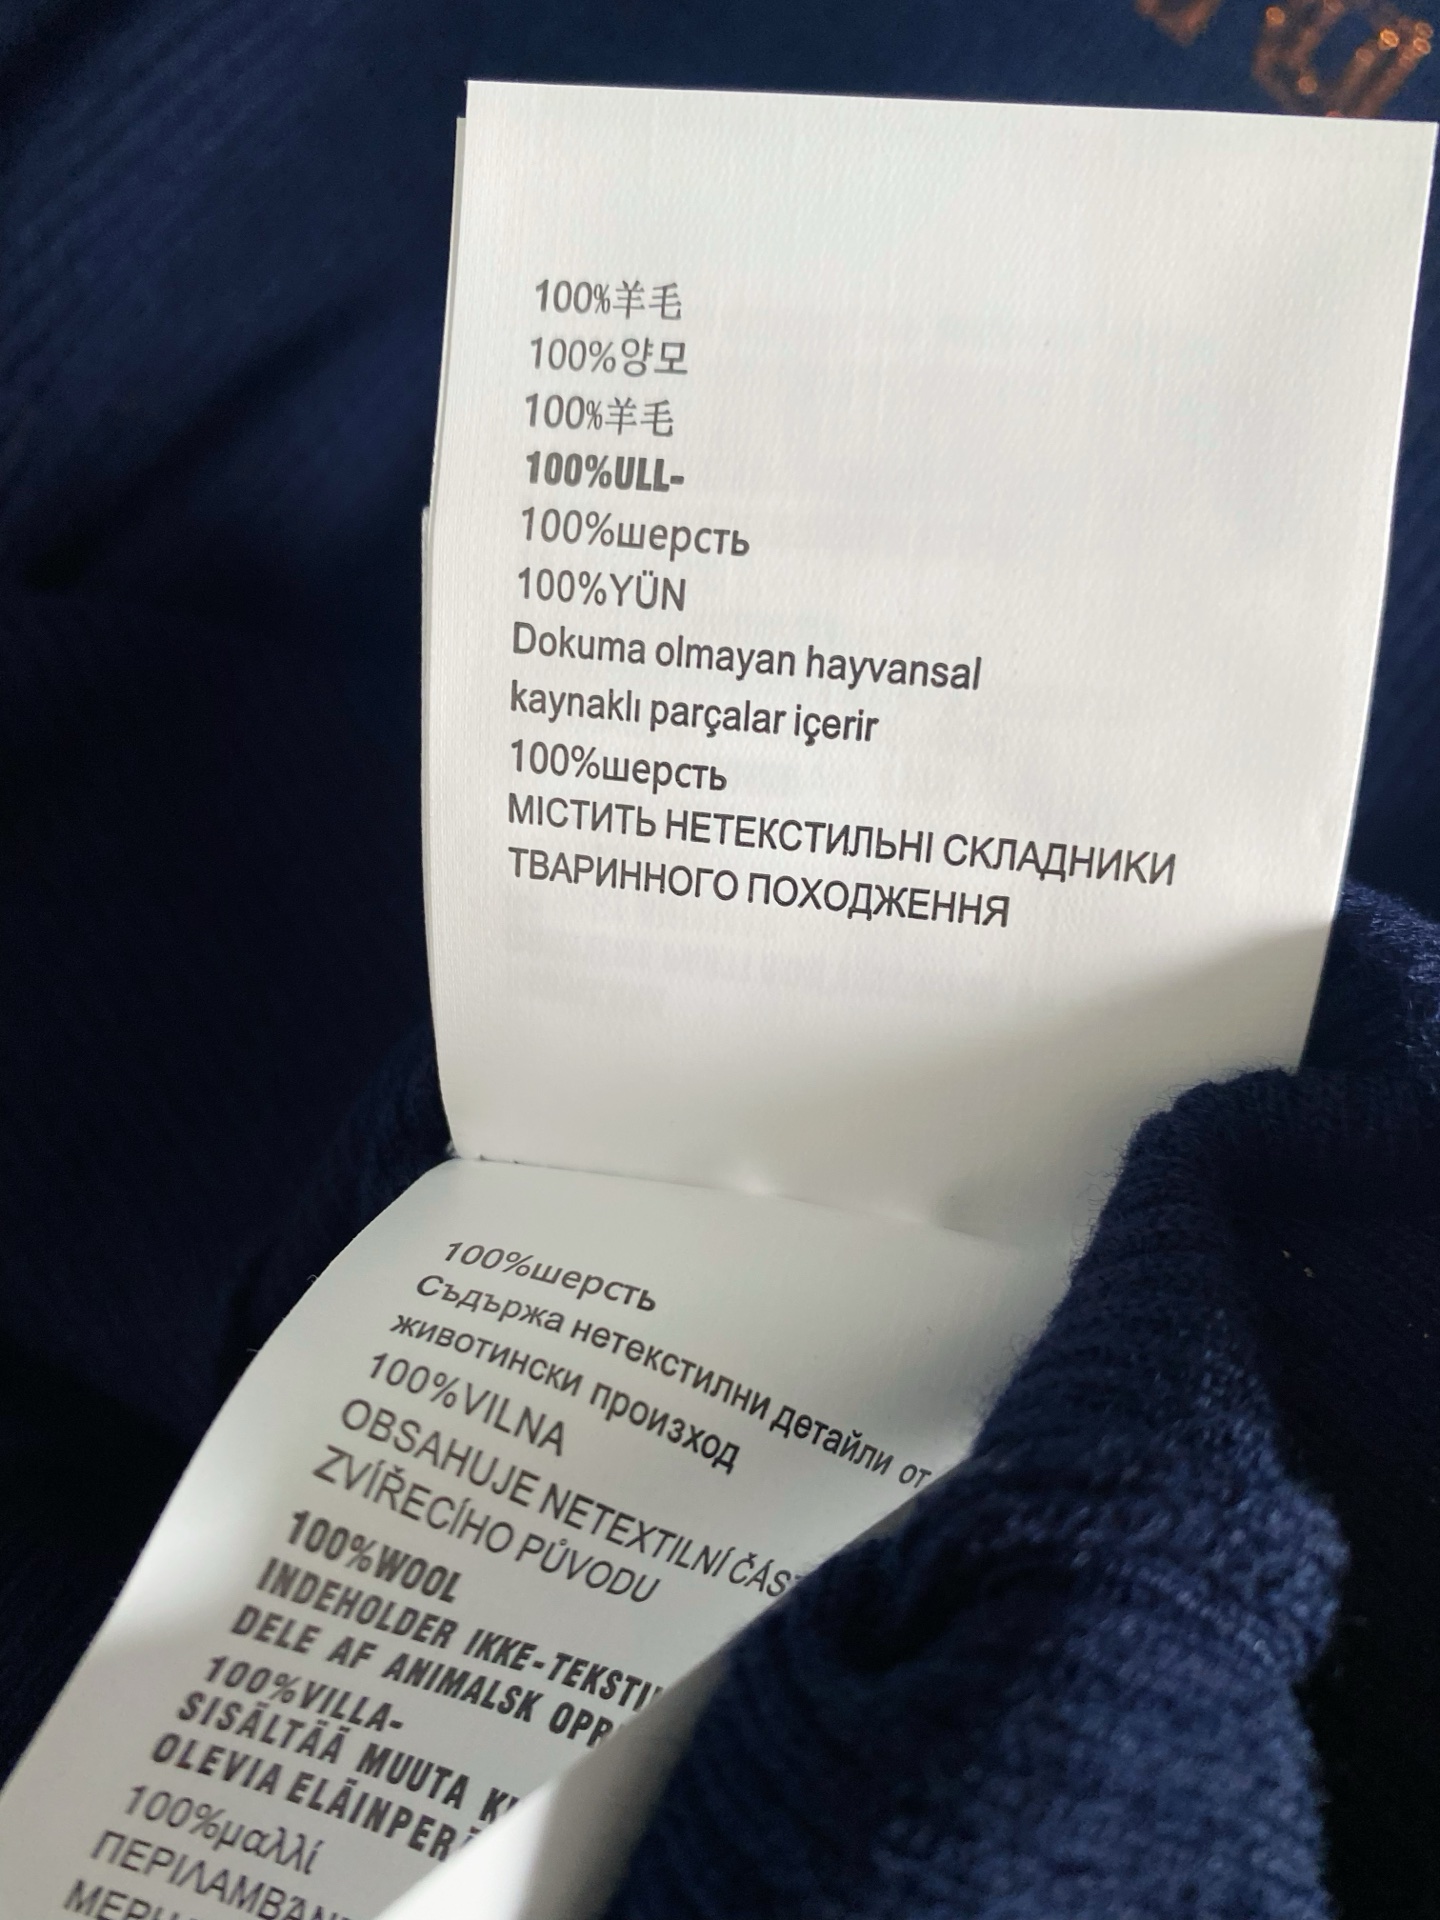 100%羊毛
100%양모
100%羊毛
100%ULL-
100%шерсть
100%YÜN
Dokuma olmayan hayvansal
kaynaklı parçalar içerir
100%шерсть
МІСТИТЬ НЕТЕКСТИЛЬНІ СКЛАДНИКИ
ТВАРИННОГО ПОХОДЖЕННЯ
100%шерсть
Съдържа нетекстилни детайли от
животински произход
100%VILNA
OBSAHUJE NETEXTILNÍ
ZVÍŘECÍHO PŮVODU
100%WOOL
INDEHOLDER
DELE AF ANIMALSK
100%VILLA-
SISÄLTÄÄ MUUTA
OLEVIA
100%μαλλί